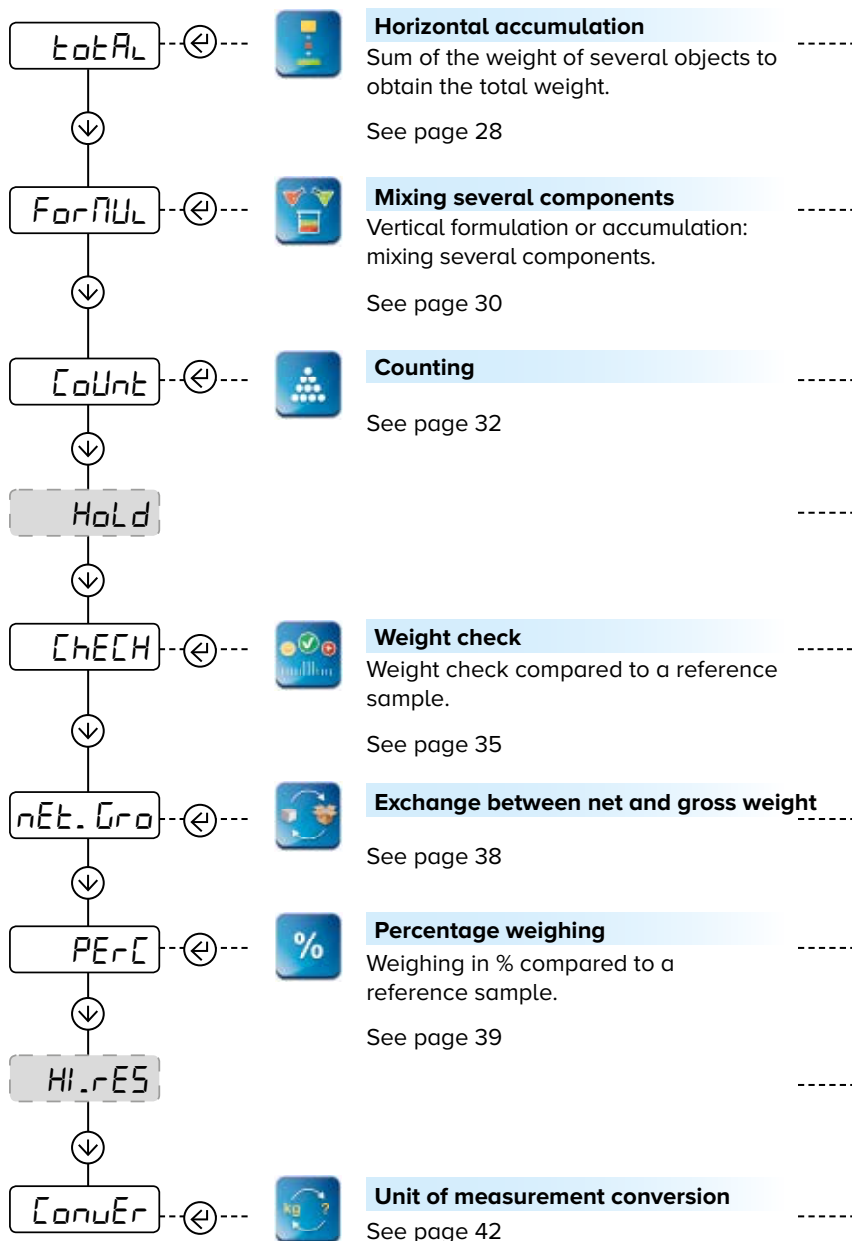 totAL
Horizontal accumulation
Sum of the weight of several objects to
obtain the total weight.
See page 28
ForMUL
Mixing several components
Vertical formulation or accumulation:
mixing several components.
See page 30
CoUnt
Counting
See page 32
HoLd
ChECH
Weight check
Weight check compared to a reference
sample.
See page 35
nEt.Gro
Exchange between net and gross weight
See page 38
PErC
%
Percentage weighing
Weighing in % compared to a
reference sample.
See page 39
HI.rES
ConvEr
kg ?
Unit of measurement conversion
See page 42